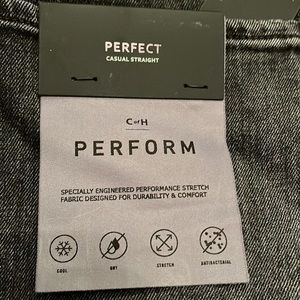 PERFECT
CASUAL STRAIGHT
C of H
PERFORM
SPECIALLY ENGINEERED PERFORMANCE STRETCH
FABRIC DESIGNED FOR DURABILITY & COMFORT
COOL DRY STRETCH ANTIBACTERIAL